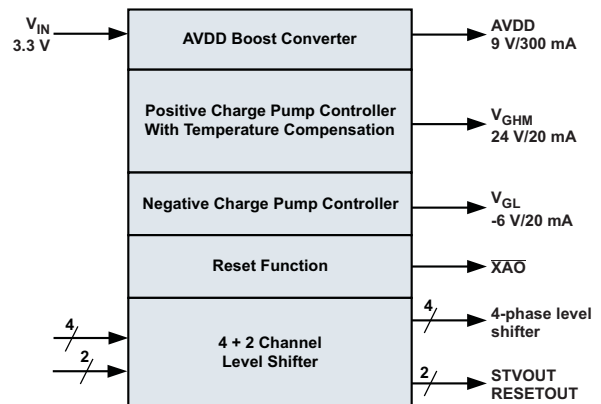 VIN
3.3 V
AVDD Boost Converter
AVDD
9 V/300 mA
Positive Charge Pump Controller
With Temperature Compensation
VGHM
24 V/20 mA
Negative Charge Pump Controller
VGL
-6 V/20 mA
Reset Function
XAO
4
2
4 + 2 Channel
Level Shifter
4
4-phase level
shifter
2
STVOUT
RESETOUT